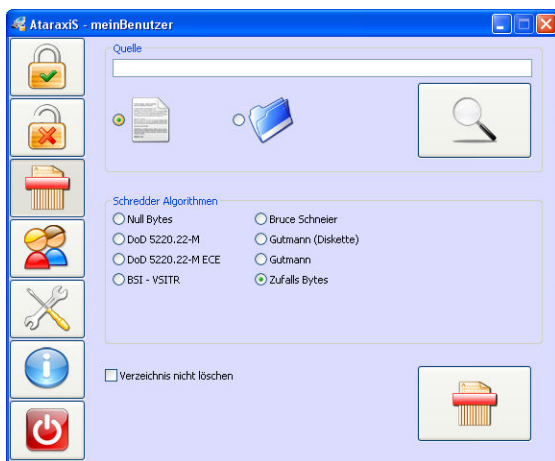 AtaraxiS - meinBenutzer
Quelle
Schredder Algorithmen
Null Bytes
Bruce Schneier
DoD 5220.22-M
Gutmann (Diskette)
DoD 5220.22-M ECE
Gutmann
BSI - VSITR
Zufalls Bytes
Verzeichnis nicht löschen